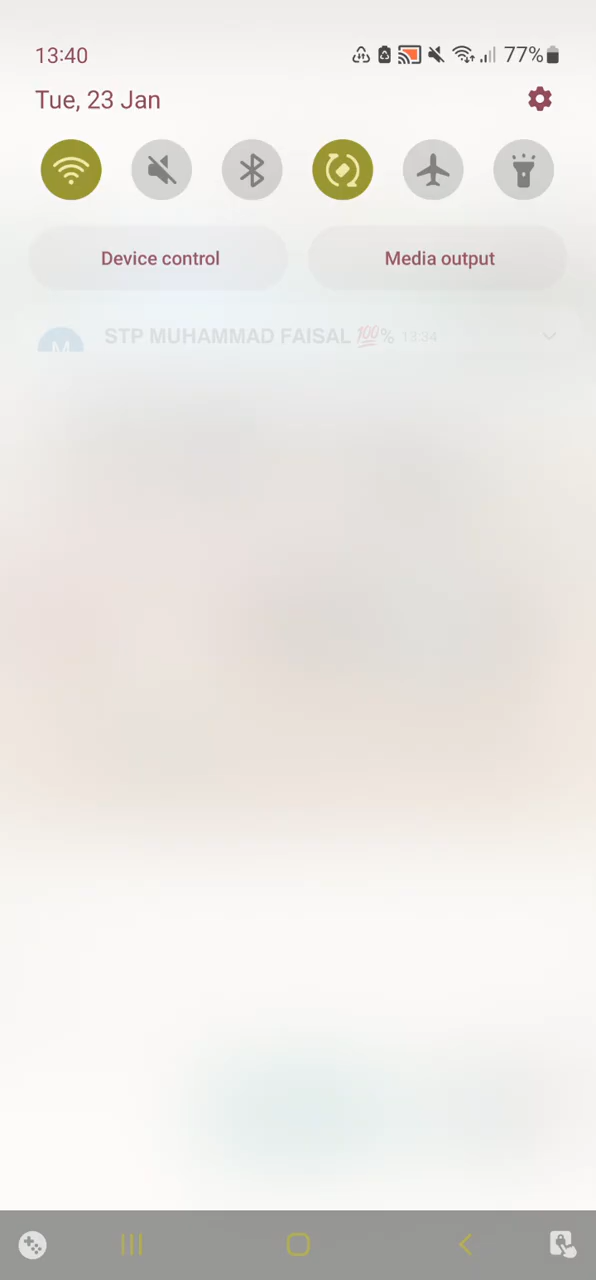 13:40
77%
Tue, 23 Jan
Device control
Media output
STP MUHAMMAD FAISAL 💯% 13:34
M